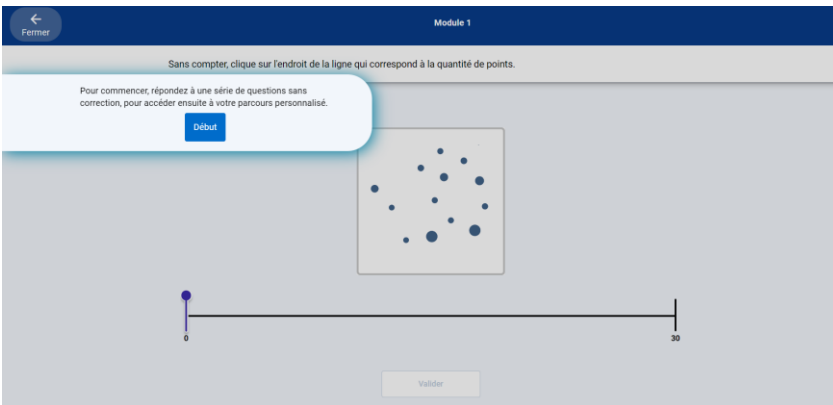 Fermer
Module 1
Sans compter, clique sur l'endroit de la ligne qui correspond à la quantité de points.
Pour commencer, répondez à une série de questions sans
correction, pour accéder ensuite à votre parcours personnalisé.
Début
0
30
Valider